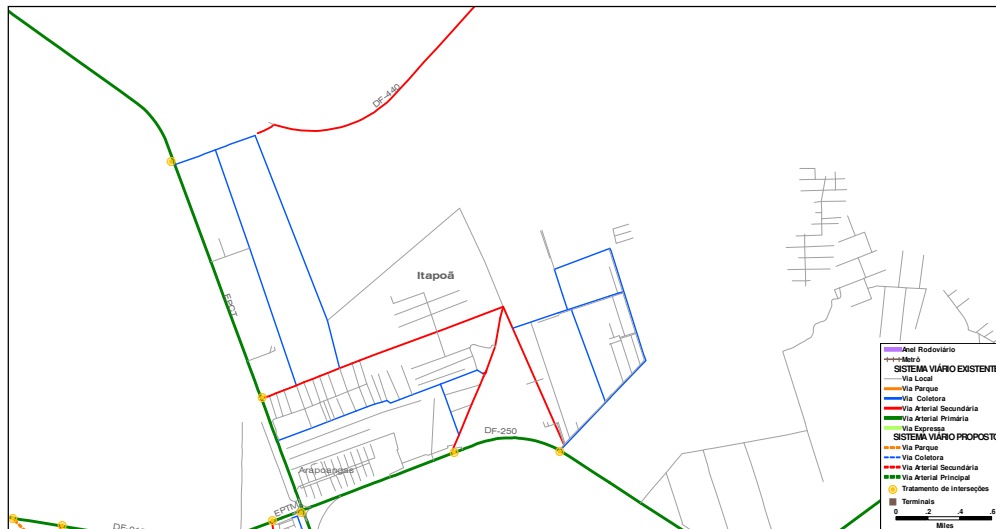 DF-440
Itapoã
EPCT
DF-250
Arapoangas
EPTM
Anel Rodoviário
Metrô
SISTEMA VIÁRIO EXISTENTE
Via Local
Via Parque
Via Coletora
Via Arterial Secundária
Via Arterial Primária
Via Expressa
SISTEMA VIÁRIO PROPOSTO
Via Parque
Via Coletora
Via Arterial Secundária
Via Arterial Principal
Tratamento de interseções
Terminais
0 .2 .4 .6
Miles